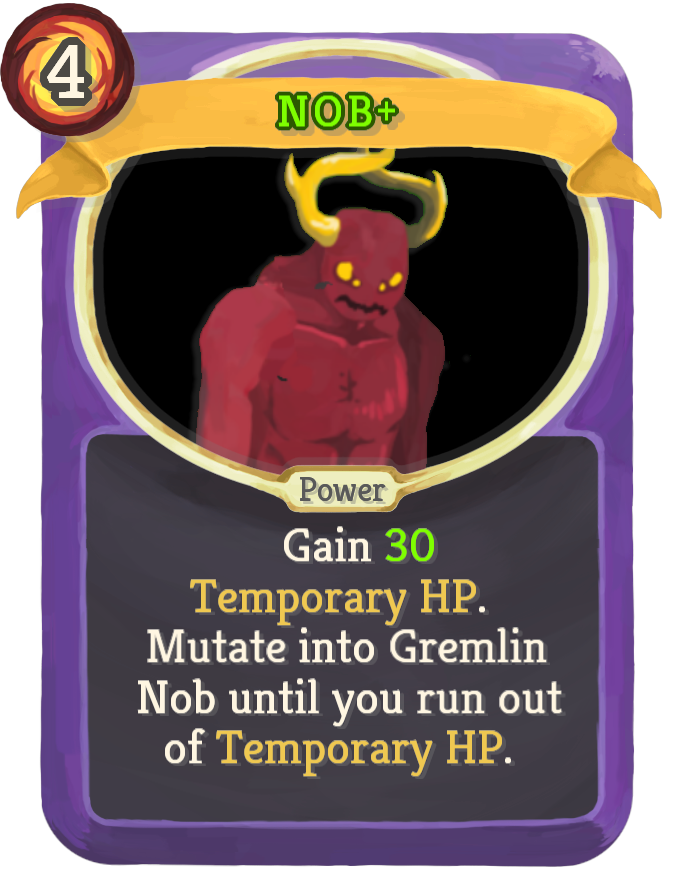 4
NOB+
Power
Gain 30
Temporary HP.
Mutate into Gremlin
Nob until you run out
of Temporary HP.